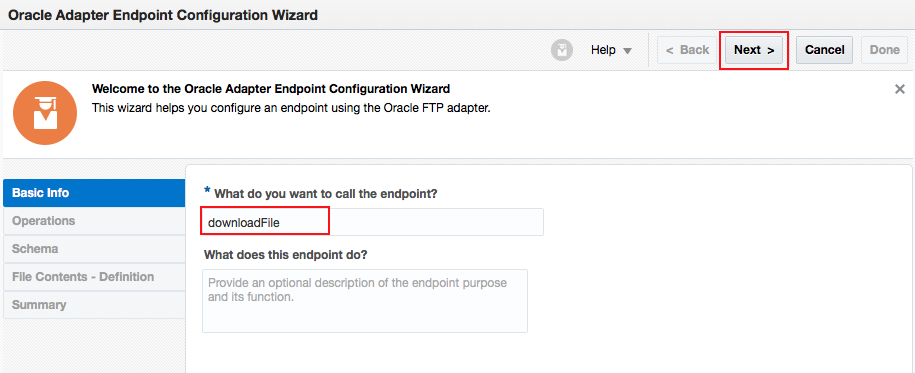 Oracle Adapter Endpoint Configuration Wizard
Help
< Back
Next >
Cancel
Done
Welcome to the Oracle Adapter Endpoint Configuration Wizard
This wizard helps you configure an endpoint using the Oracle FTP adapter.
Basic Info
Operations
Schema
File Contents - Definition
Summary
* What do you want to call the endpoint?
downloadFile
What does this endpoint do?
Provide an optional description of the endpoint purpose
and its function.